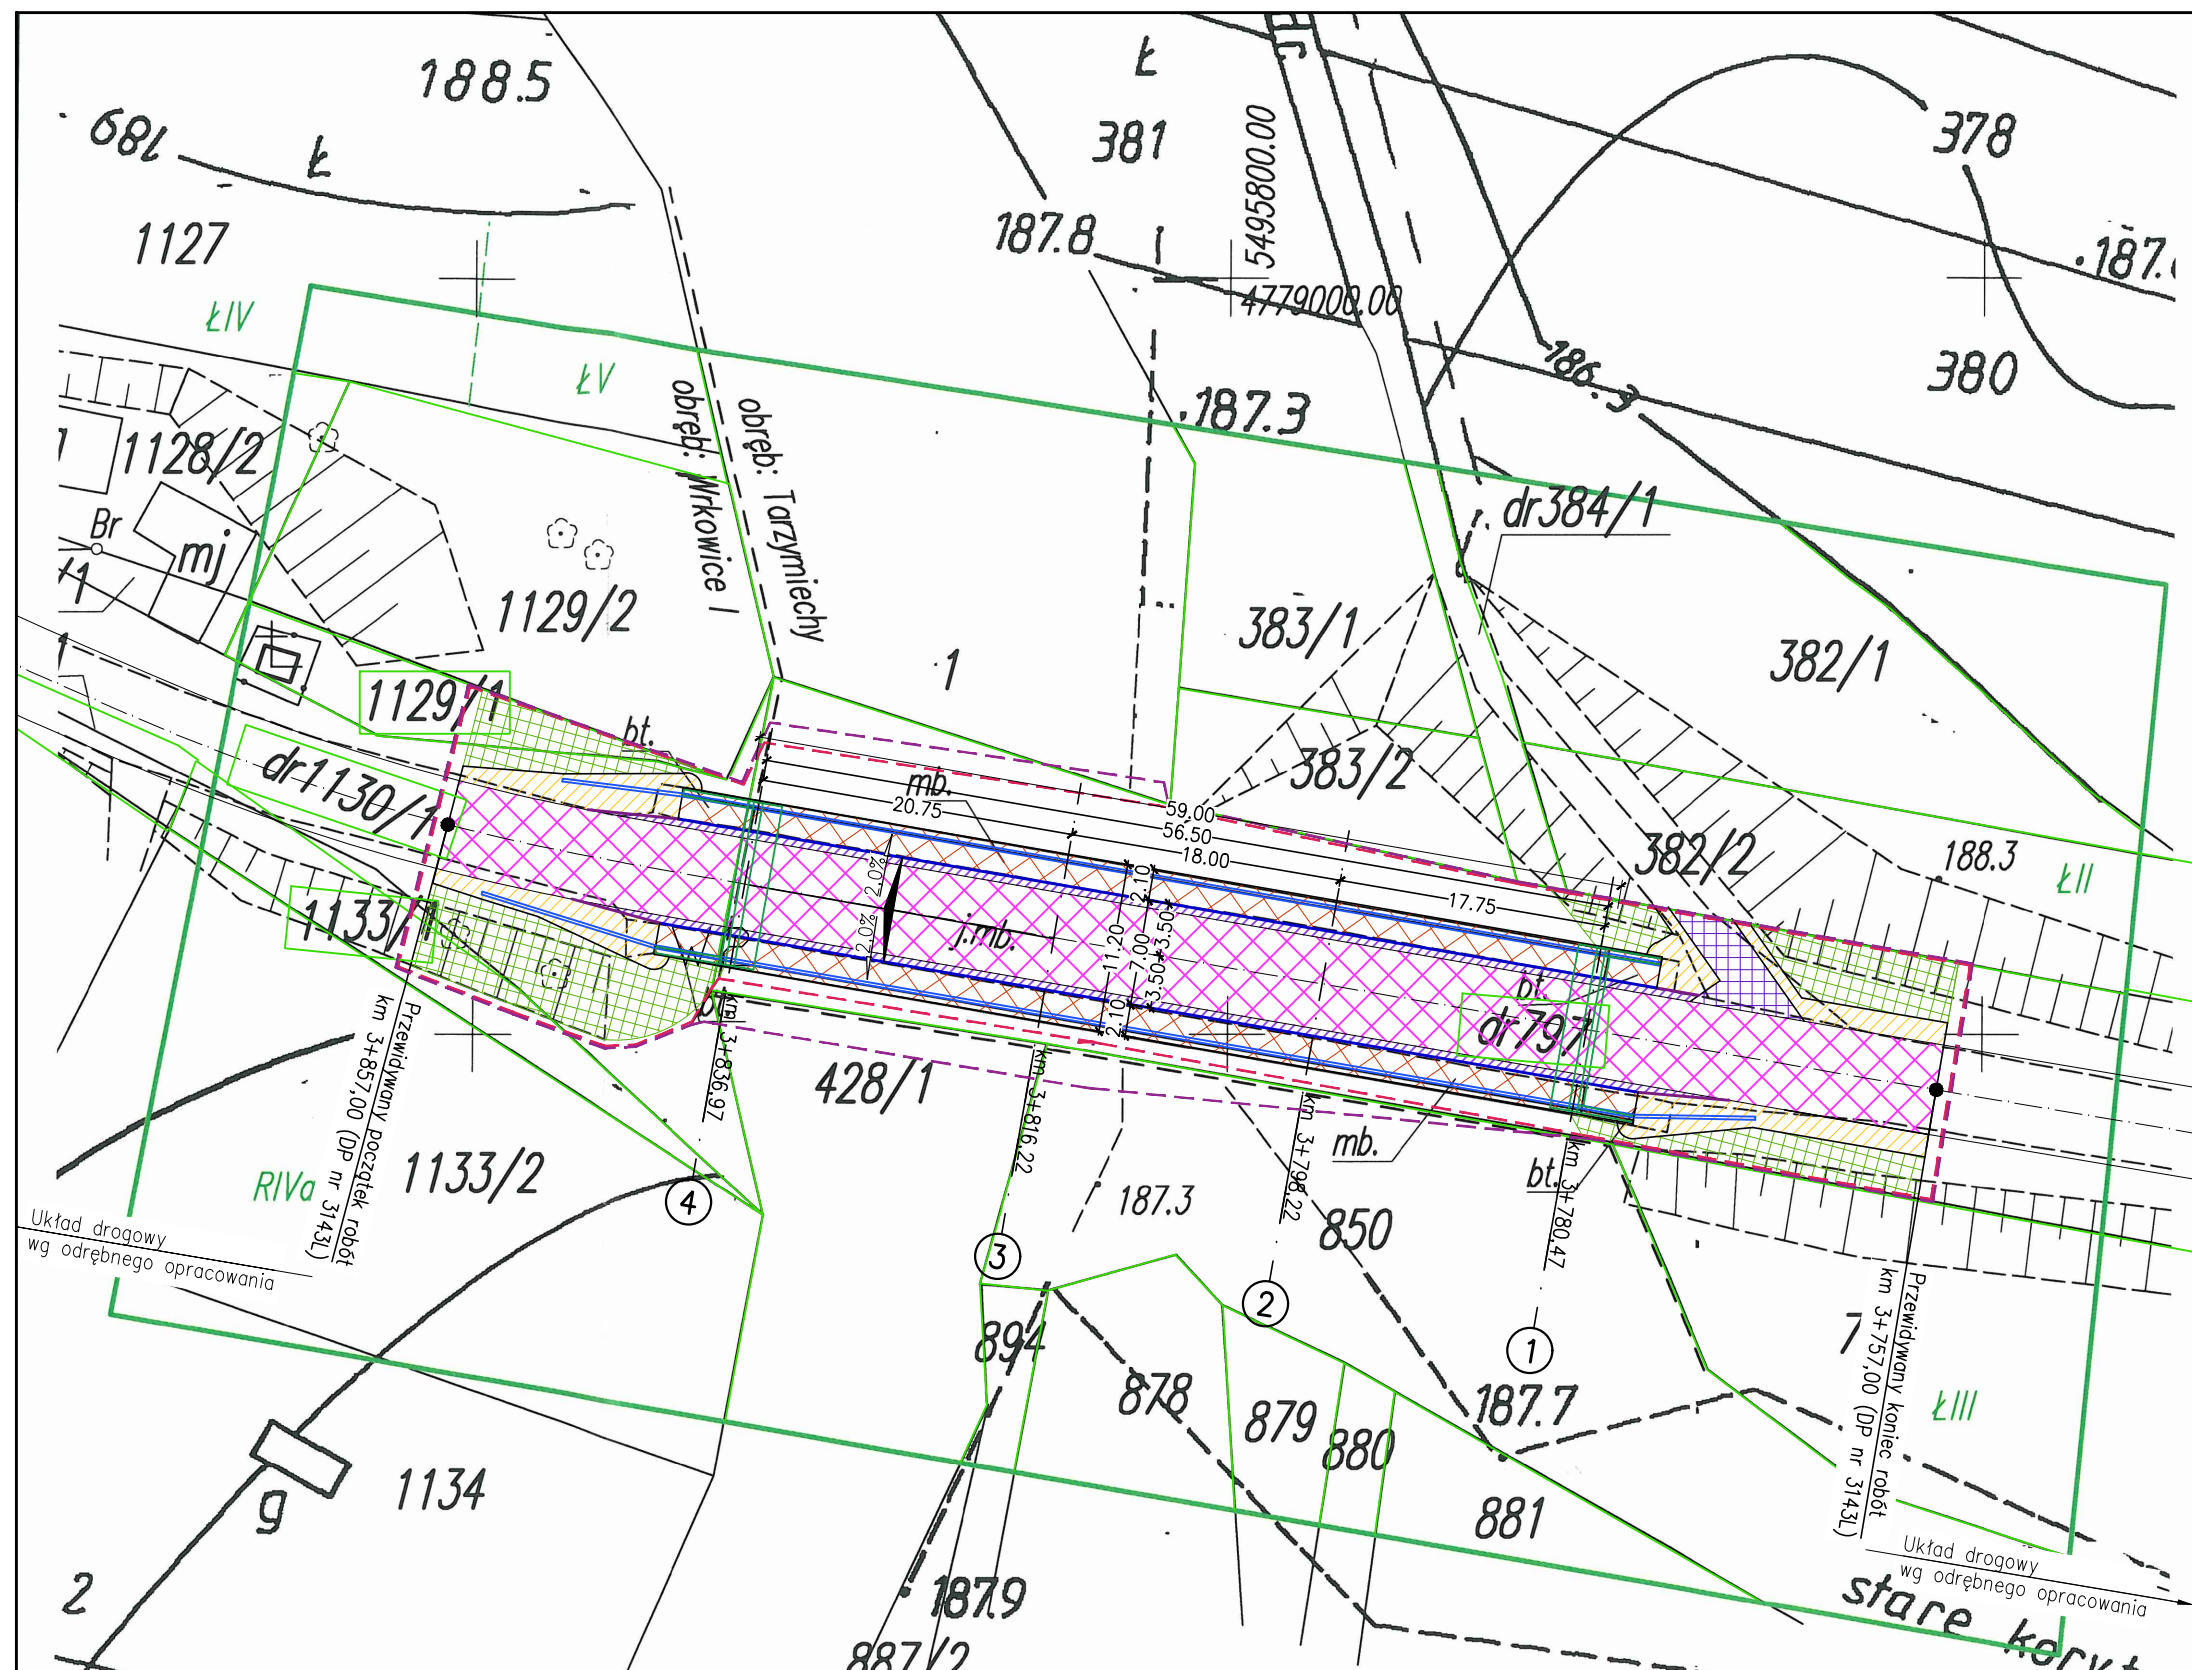 188.5
189
Ł
1127
ŁIV
ŁV
Ł
381
5495800.00
4779000.00
187.8
187.3
dr
378
187.
380
186.3
obręb: Wrkowice I
obręb: Tarzymiechy
1128/2
Br
mj
/1
1129/2
1129/1
dr1130/1
1133/1
bt.
1
mb.
20.75
59.00
56.50
18.00
17.75
383/1
383/2
dr384/1
382/1
382/2
188.3
ŁII
2,0%
2,0%
j.mb.
2.10
11.20
7.00
3.50
3.50
2.10
bt.
dr797
Przewidywany początek robót
km 3+857,00 (DP nr 3143L)
km 3+836.97
km 3+816.22
km 3+798.22
km 3+780.47
428/1
mb.
bt.
1133/2
RIVa
4
3
2
1
187.3
850
Układ drogowy
wg odrębnego opracowania
894
878
879
880
187.7
881
7
ŁIII
Przewidywany koniec robót
km 3+757,00 (DP nr 3143L)
g
1134
2
187.9
887/2
Układ drogowy
wg odrębnego opracowania
stare